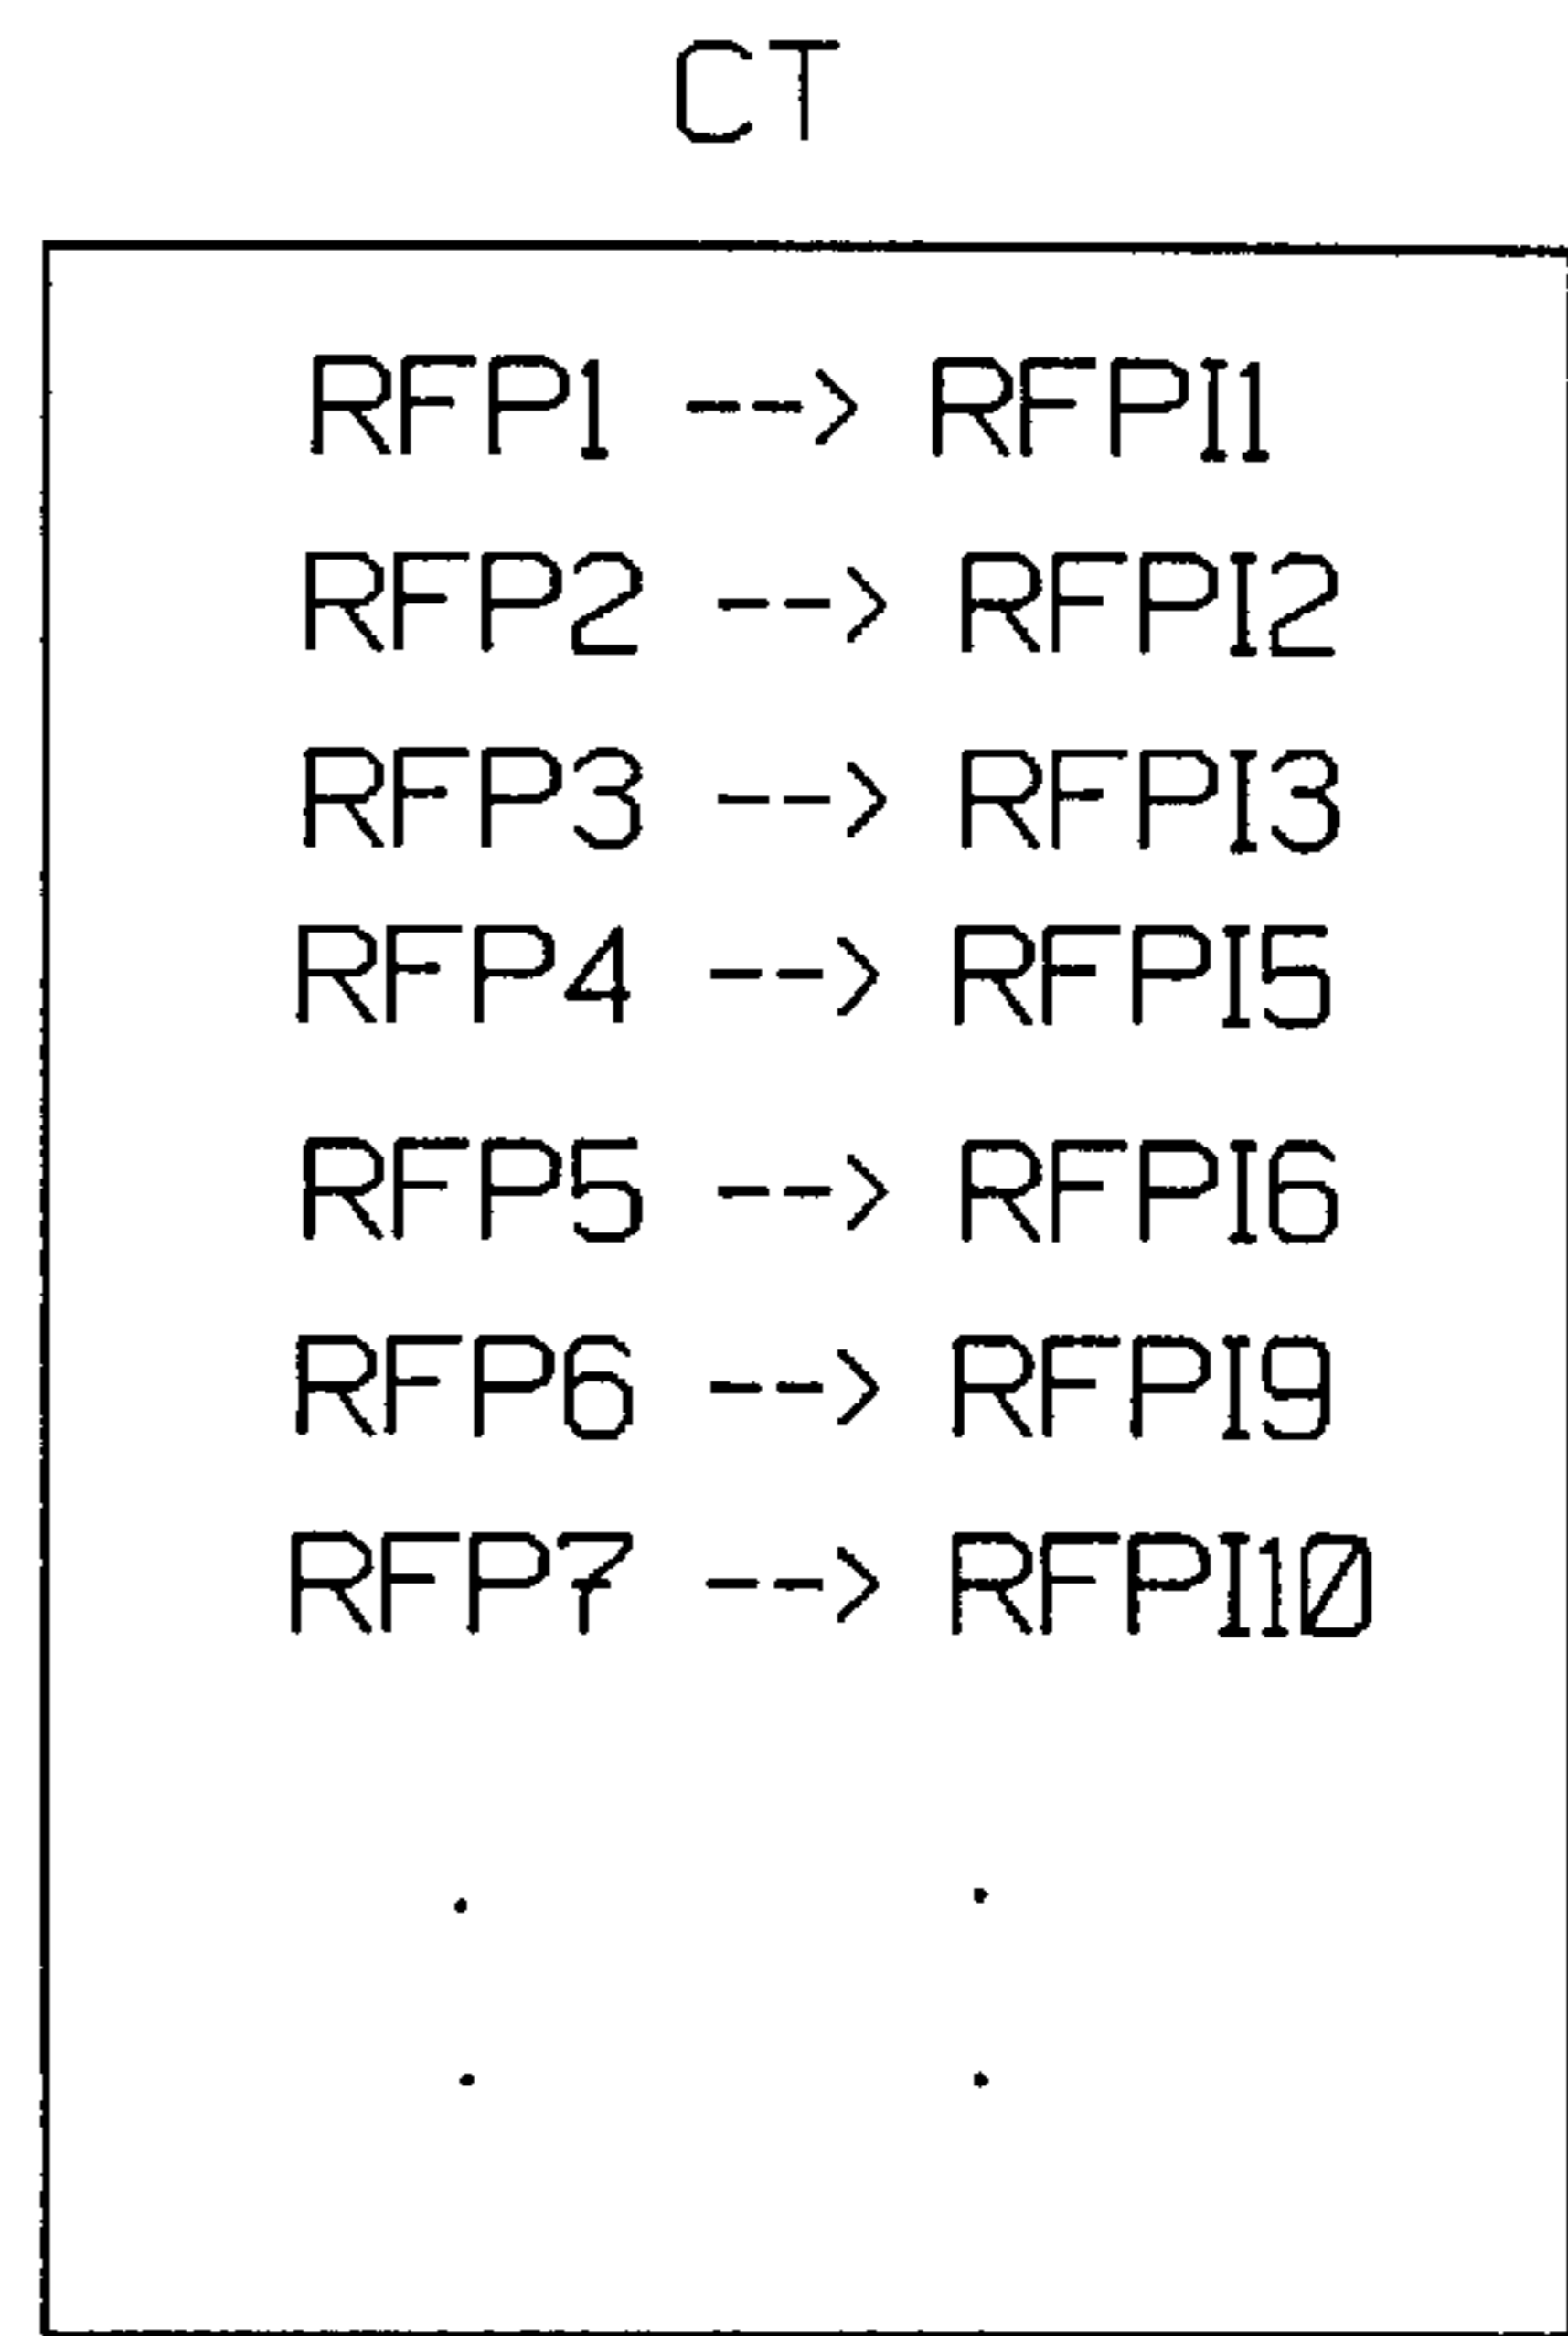 CT
RFP1 --> RFPI1
RFP2 --> RFPI2
RFP3 --> RFPI3
RFP4 --> RFPI5
RFP5 --> RFPI6
RFP6 --> RFPI9
RFP7 --> RFPI10
. .
. .